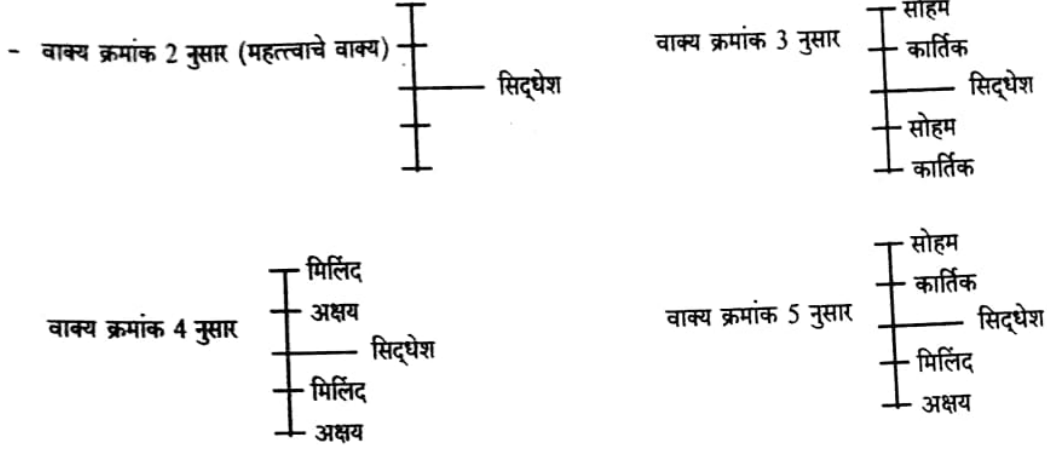 - वाक्य क्रमांक 2 नुसार (महत्त्वाचे वाक्य)
सिद्धेश
वाक्य क्रमांक 3 नुसार
सोहम
कार्तिक
सिद्धेश
सोहम
कार्तिक
वाक्य क्रमांक 4 नुसार
मिलिंद
अक्षय
सिद्धेश
मिलिंद
अक्षय
वाक्य क्रमांक 5 नुसार
सोहम
कार्तिक
सिद्धेश
मिलिंद
अक्षय